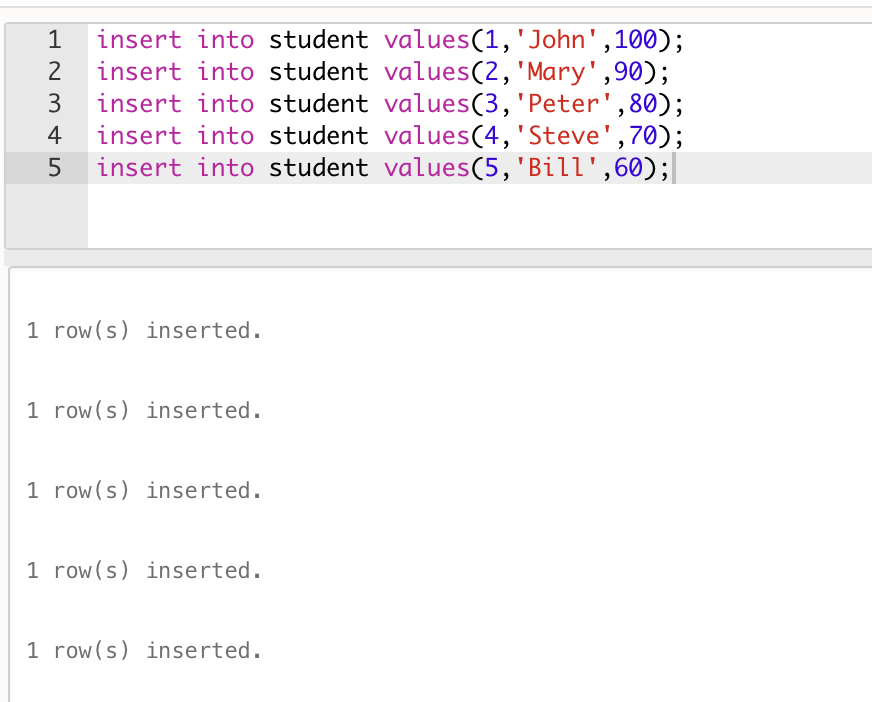 1 insert into student values(1,'John',100);
2 insert into student values(2,'Mary',90);
3 insert into student values(3,'Peter',80);
4 insert into student values(4,'Steve',70);
5 insert into student values(5,'Bill',60);
1 row(s) inserted.
1 row(s) inserted.
1 row(s) inserted.
1 row(s) inserted.
1 row(s) inserted.